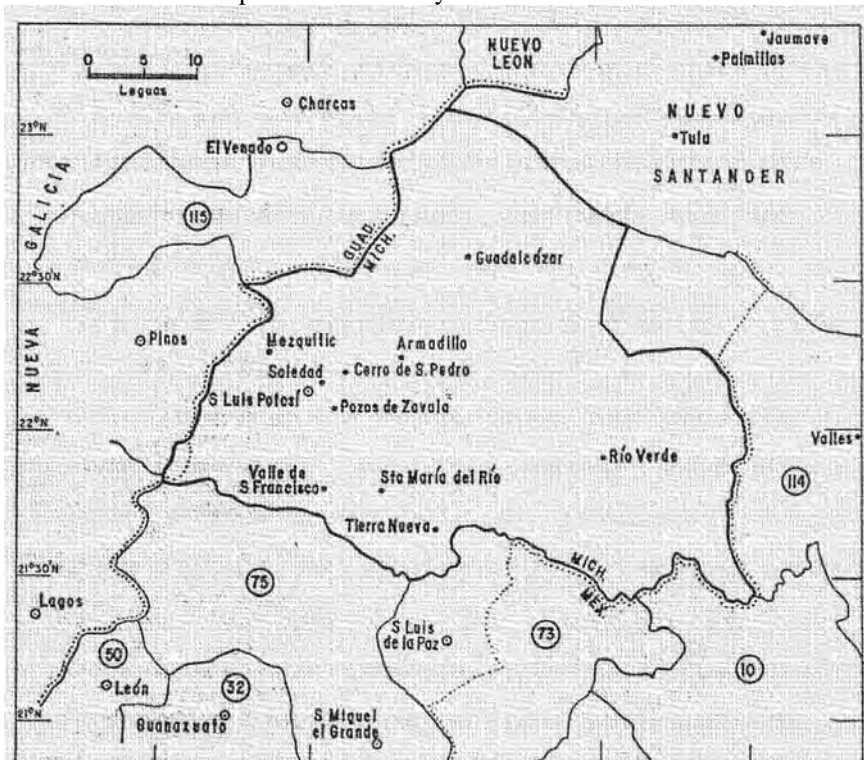 NUEVO
LEON
Jaumave
Palmillas
0 5 10
Leguas
Charcas
NUEVO
23°N
El Venado
Tula
SANTANDER
GALICIA
115
GUAD.
MICH.
Guadalcázar
22°30'N
Pinos
Mezquitic
Armadillo
Cerro de S. Pedro
Soledad
S Luis Potosí
Pozos de Zavala
NUEVA
22°N
Valles
Río Verde
Valle de
S Francisco
Sta María del Río
114
Tierra Nueva
MICH.
MEX.
21°30'N
75
Lagos
S Luis
de la Paz
73
50
10
León
32
21°N
Guanaxuato
S Miguel
el Grande